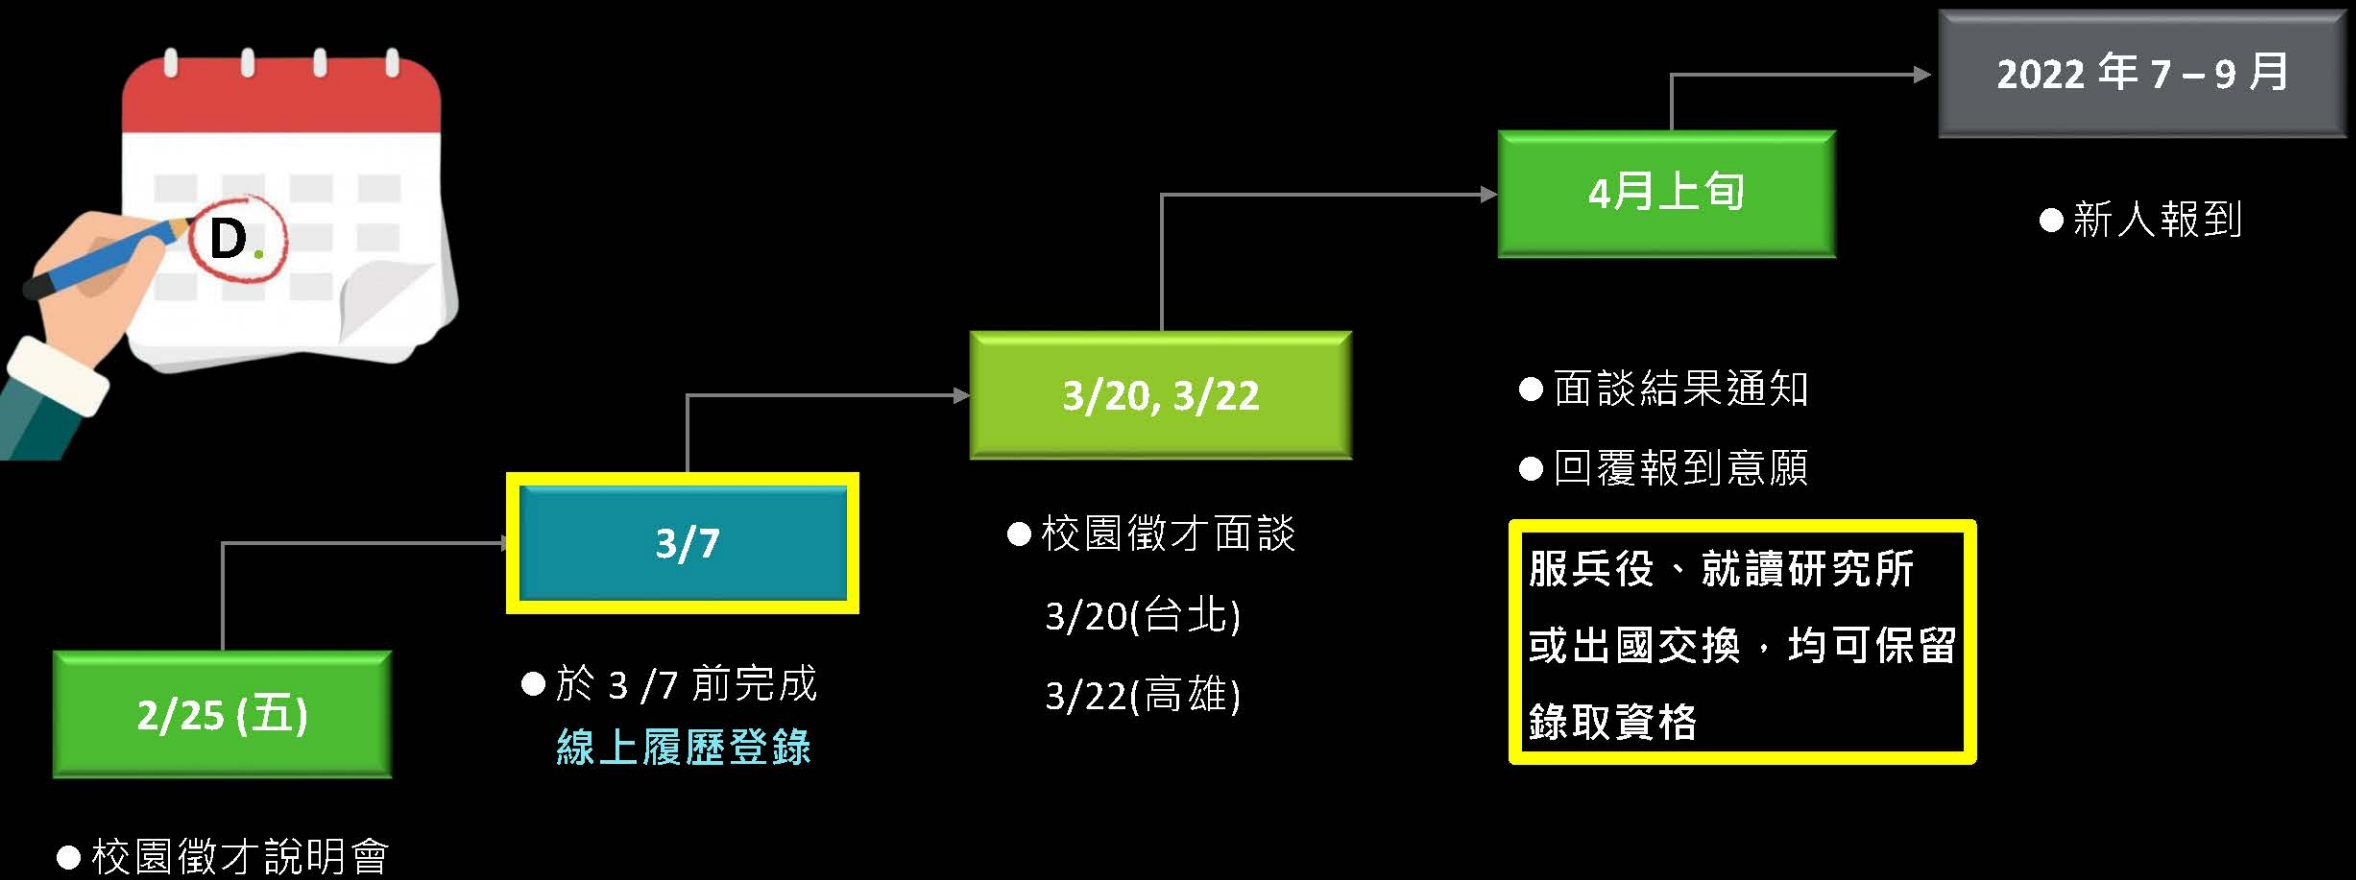 D.
2/25 (五)
●校園徵才說明會
3/7
●於 3 /7 前完成
線上履歷登錄
3/20, 3/22
●校園徵才面談
3/20(台北)
3/22(高雄)
4月上旬
●面談結果通知
●回覆報到意願
服兵役、就讀研究所
或出國交換，均可保留
錄取資格
2022 年 7 – 9 月
●新人報到